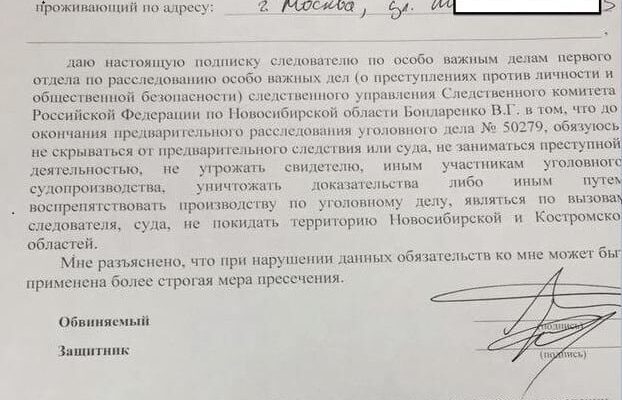 проживающий по адресу: г. Москва, ул.
даю настоящую подписку следователю по особо важным делам первого
отдела по расследованию особо важных дел (о преступлениях против личности и
общественной безопасности) следственного управления Следственного комитета
Российской Федерации по Новосибирской области Бондаренко В.Г. в том, что до
окончания предварительного расследования уголовного дела № 50279, обязуюсь
не скрываться от предварительного следствия или суда, не заниматься преступной
деятельностью, не угрожать свидетелю, иным участникам уголовного
судопроизводства, уничтожать доказательства либо иным путем
воспрепятствовать производству по уголовному делу, являться по вызова
следователя, суда, не покидать территорию Новосибирской и Костромско
областей.
Мне разъяснено, что при нарушении данных обязательств ко мне может бы
применена более строгая мера пресечения.
Обвиняемый
(подпись)
Защитник
(подпись)